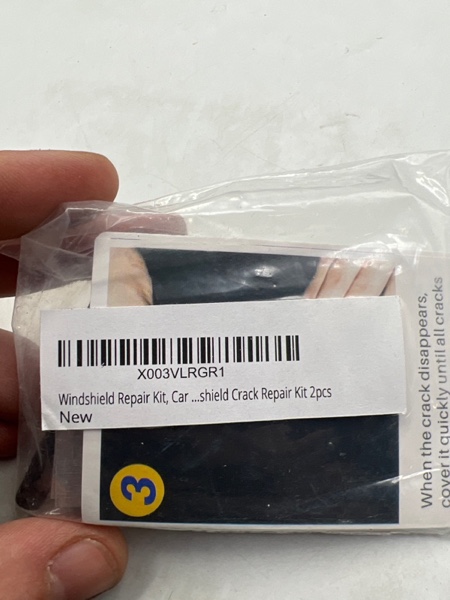 X003VLRGR1
Windshield Repair Kit, Car ...shield Crack Repair Kit 2pcs
New
3
When the crack disappears,
cover it quickly until all cracks